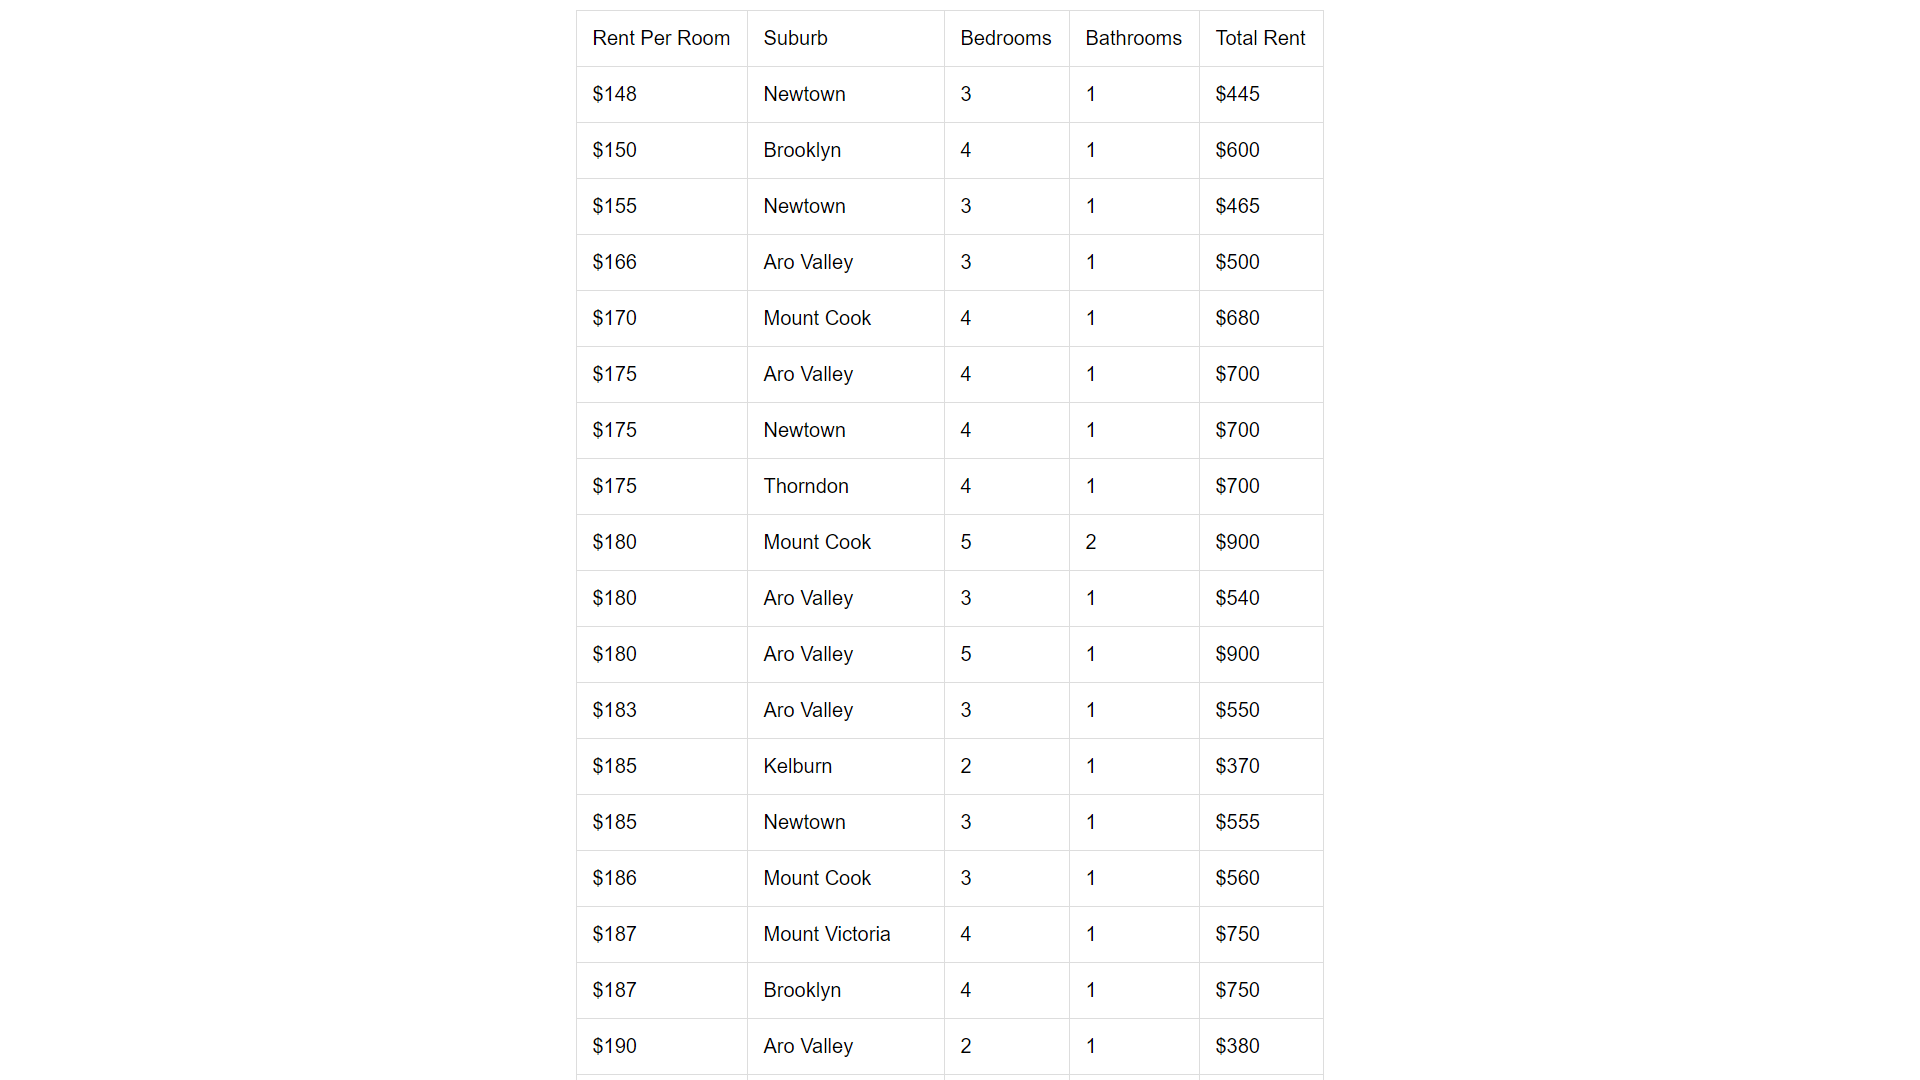 Rent Per Room Suburb Bedrooms Bathrooms Total Rent
$148 Newtown 3 1 $445
$150 Brooklyn 4 1 $600
$155 Newtown 3 1 $465
$166 Aro Valley 3 1 $500
$170 Mount Cook 4 1 $680
$175 Aro Valley 4 1 $700
$175 Newtown 4 1 $700
$175 Thorndon 4 1 $700
$180 Mount Cook 5 2 $900
$180 Aro Valley 3 1 $540
$180 Aro Valley 5 1 $900
$183 Aro Valley 3 1 $550
$185 Kelburn 2 1 $370
$185 Newtown 3 1 $555
$186 Mount Cook 3 1 $560
$187 Mount Victoria 4 1 $750
$187 Brooklyn 4 1 $750
$190 Aro Valley 2 1 $380